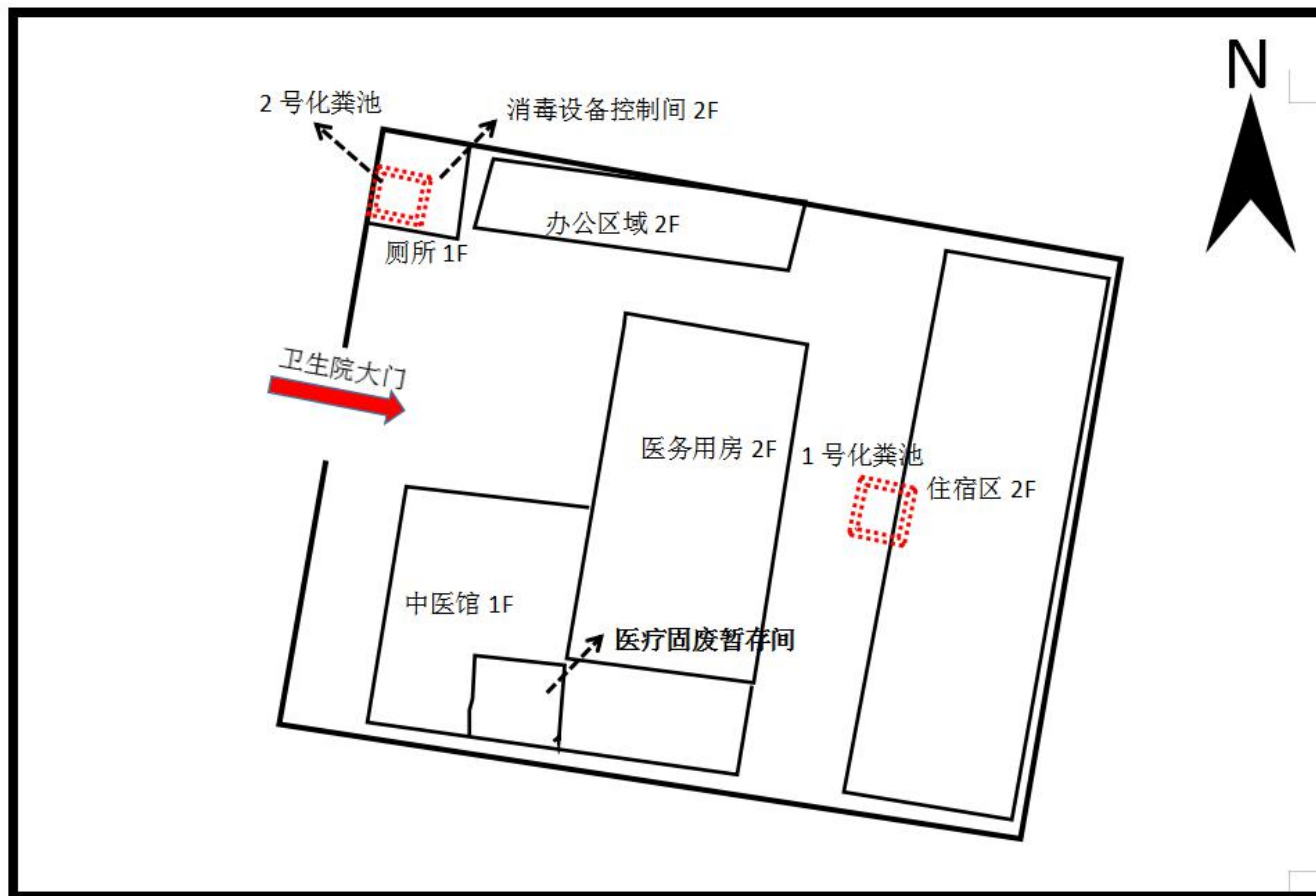 N
2 号化粪池
消毒设备控制间 2F
办公区域 2F
厕所 1F
卫生院大门
医务用房 2F
1 号化粪池
住宿区 2F
中医馆 1F
医疗固废暂存间